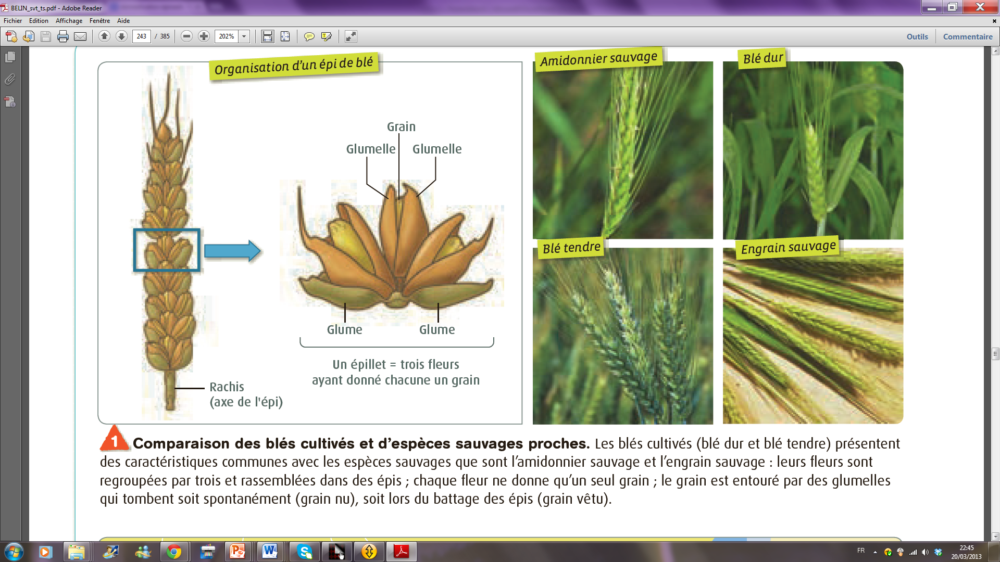 BELIN_svt_ts.pdf - Adobe Reader
Fichier Edition Affichage Fenêtre Aide
243 / 385 202% Outils Commentaire
Organisation d'un épi de blé
Grain
Glumelle Glumelle
Glume Glume
Un épillet = trois fleurs
ayant donné chacune un grain
Rachis
(axe de l'épi)
Amidonnier sauvage
Blé dur
Blé tendre
Engrain sauvage
1 Comparaison des blés cultivés et d'espèces sauvages proches. Les blés cultivés (blé dur et blé tendre) présentent
des caractéristiques communes avec les espèces sauvages que sont l'amidonnier sauvage et l'engrain sauvage : leurs fleurs sont
regroupées par trois et rassemblées dans des épis ; chaque fleur ne donne qu'un seul grain ; le grain est entouré par des glumelles
qui tombent soit spontanément (grain nu), soit lors du battage des épis (grain vêtu).
FR
22:45
20/03/2013